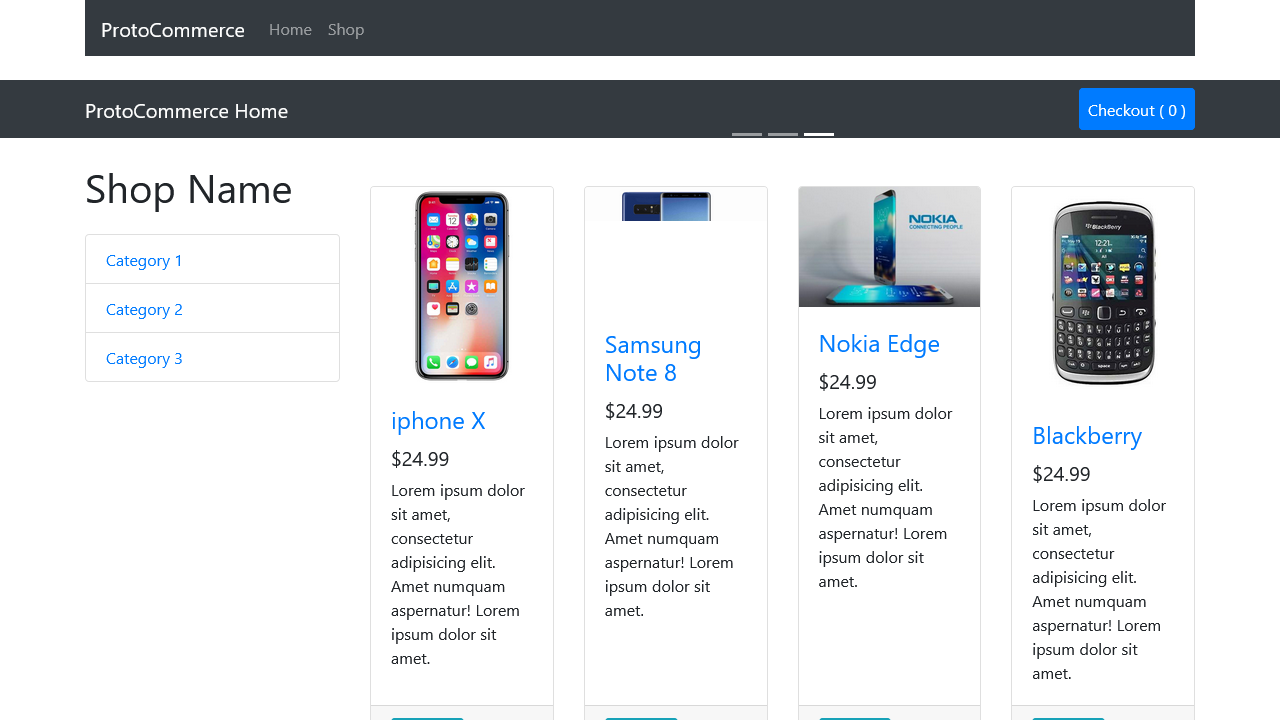 ProtoCommerce
Home
Shop
ProtoCommerce Home
Checkout ( 0 )
Shop Name
Category 1
Category 2
Category 3
iphone X
$24.99
Lorem ipsum dolor
sit amet,
consectetur
adipisicing elit.
Amet numquam
aspernatur! Lorem
ipsum dolor sit
amet.
Samsung
Note 8
$24.99
Lorem ipsum dolor
sit amet,
consectetur
adipisicing elit.
Amet numquam
aspernatur! Lorem
ipsum dolor sit
amet.
NOKIA
CONNECTING PEOPLE
Nokia Edge
$24.99
Lorem ipsum dolor
sit amet,
consectetur
adipisicing elit.
Amet numquam
aspernatur! Lorem
ipsum dolor sit
amet.
BlackBerry
12:21
Blackberry
$24.99
Lorem ipsum dolor
sit amet,
consectetur
adipisicing elit.
Amet numquam
aspernatur! Lorem
ipsum dolor sit
amet.